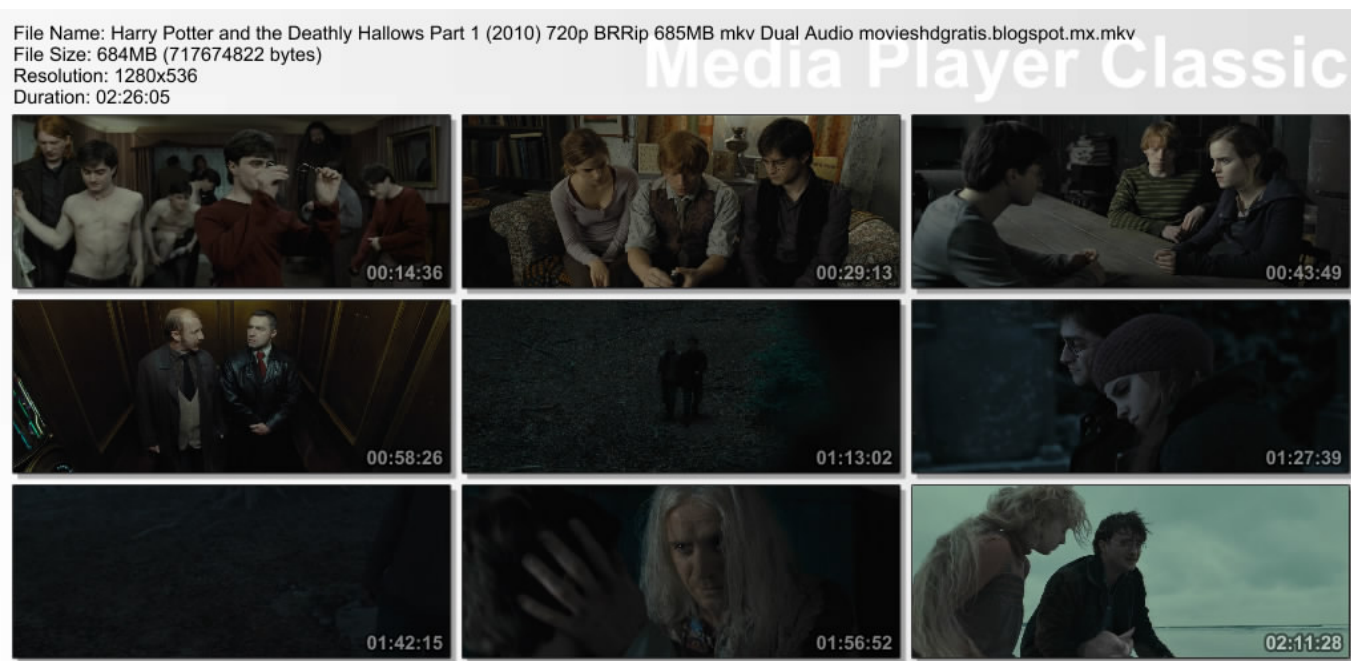 File Name: Harry Potter and the Deathly Hallows Part 1 (2010) 720p BRRip 685MB mkv Dual Audio movieshdgratis.blogspot.mx.mkv
File Size: 684MB (717674822 bytes)
Resolution: 1280x536
Duration: 02:26:05
Media Player Classic
00:14:36
00:29:13
00:43:49
00:58:26
01:13:02
01:27:39
01:42:15
01:56:52
02:11:28